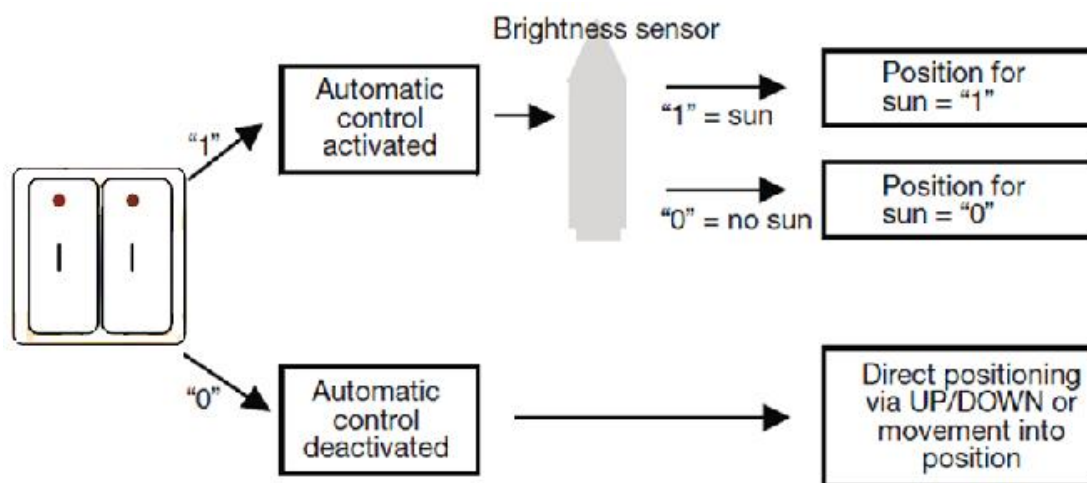 Brightness sensor
Automatic
control
activated
"1"
"1" = sun
Position for
sun = "1"
"0" = no sun
Position for
sun = "0"
I I
"0"
Automatic
control
deactivated
Direct positioning
via UP/DOWN or
movement into
position